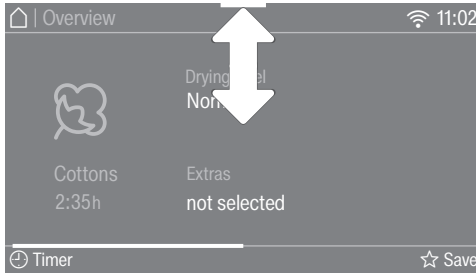 Overview
11:02
Drying
Cottons
2:35h
Extras
not selected
Timer
Save